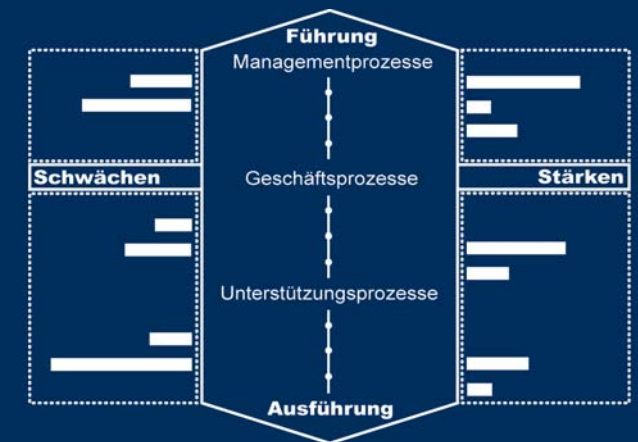 Führung
Managementprozesse
Schwächen
Geschäftsprozesse
Stärken
Unterstützungsprozesse
Ausführung